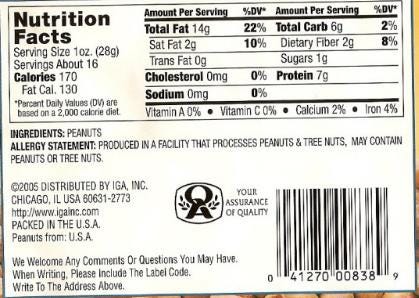 Nutrition Facts
Serving Size 1oz. (28g)
Servings About 16
Calories 170
Fat Cal. 130
*Percent Daily Values (DV) are
based on a 2,000 calorie diet.
Amount Per Serving %DV*
Total Fat 14g 22%
Sat Fat 2g 10%
Trans Fat 0g
Cholesterol 0mg 0%
Sodium 0mg 0%
Amount Per Serving %DV*
Total Carb 6g 2%
Dietary Fiber 2g 8%
Sugars 1g
Protein 7g
Vitamin A 0% • Vitamin C 0% • Calcium 2% • Iron 4%
INGREDIENTS: PEANUTS
ALLERGY STATEMENT: PRODUCED IN A FACILITY THAT PROCESSES PEANUTS & TREE NUTS, MAY CONTAIN
PEANUTS OR TREE NUTS.
©2005 DISTRIBUTED BY IGA, INC.
CHICAGO, IL USA 60631-2773
http://www.igainc.com
PACKED IN THE U.S.A.
Peanuts from: U.S.A.
QA
YOUR
ASSURANCE
OF QUALITY
We Welcome Any Comments Or Questions You May Have.
When Writing, Please Include The Label Code.
Write To The Address Above.
0 41270 00838 9